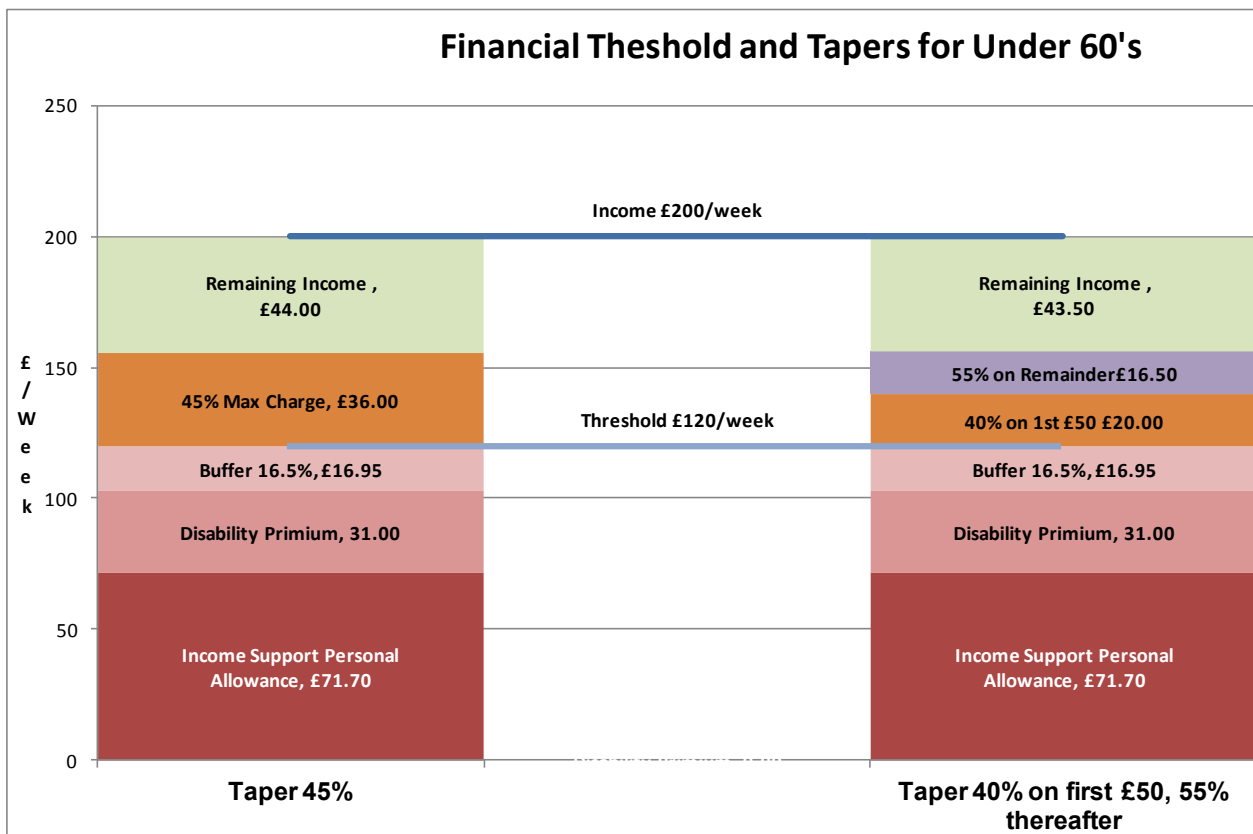 Financial Theshold and Tapers for Under 60's
250
200
150
100
50
0
£
/
W
e
e
k
Income £200/week
Threshold £120/week
Remaining Income ,
£44.00
45% Max Charge, £36.00
Buffer 16.5%, £16.95
Disability Primium, 31.00
Income Support Personal
Allowance, £71.70
Remaining Income ,
£43.50
55% on Remainder£16.50
40% on 1st £50 £20.00
Buffer 16.5%, £16.95
Disability Primium, 31.00
Income Support Personal
Allowance, £71.70
Taper 45%
Taper 40% on first £50, 55%
thereafter